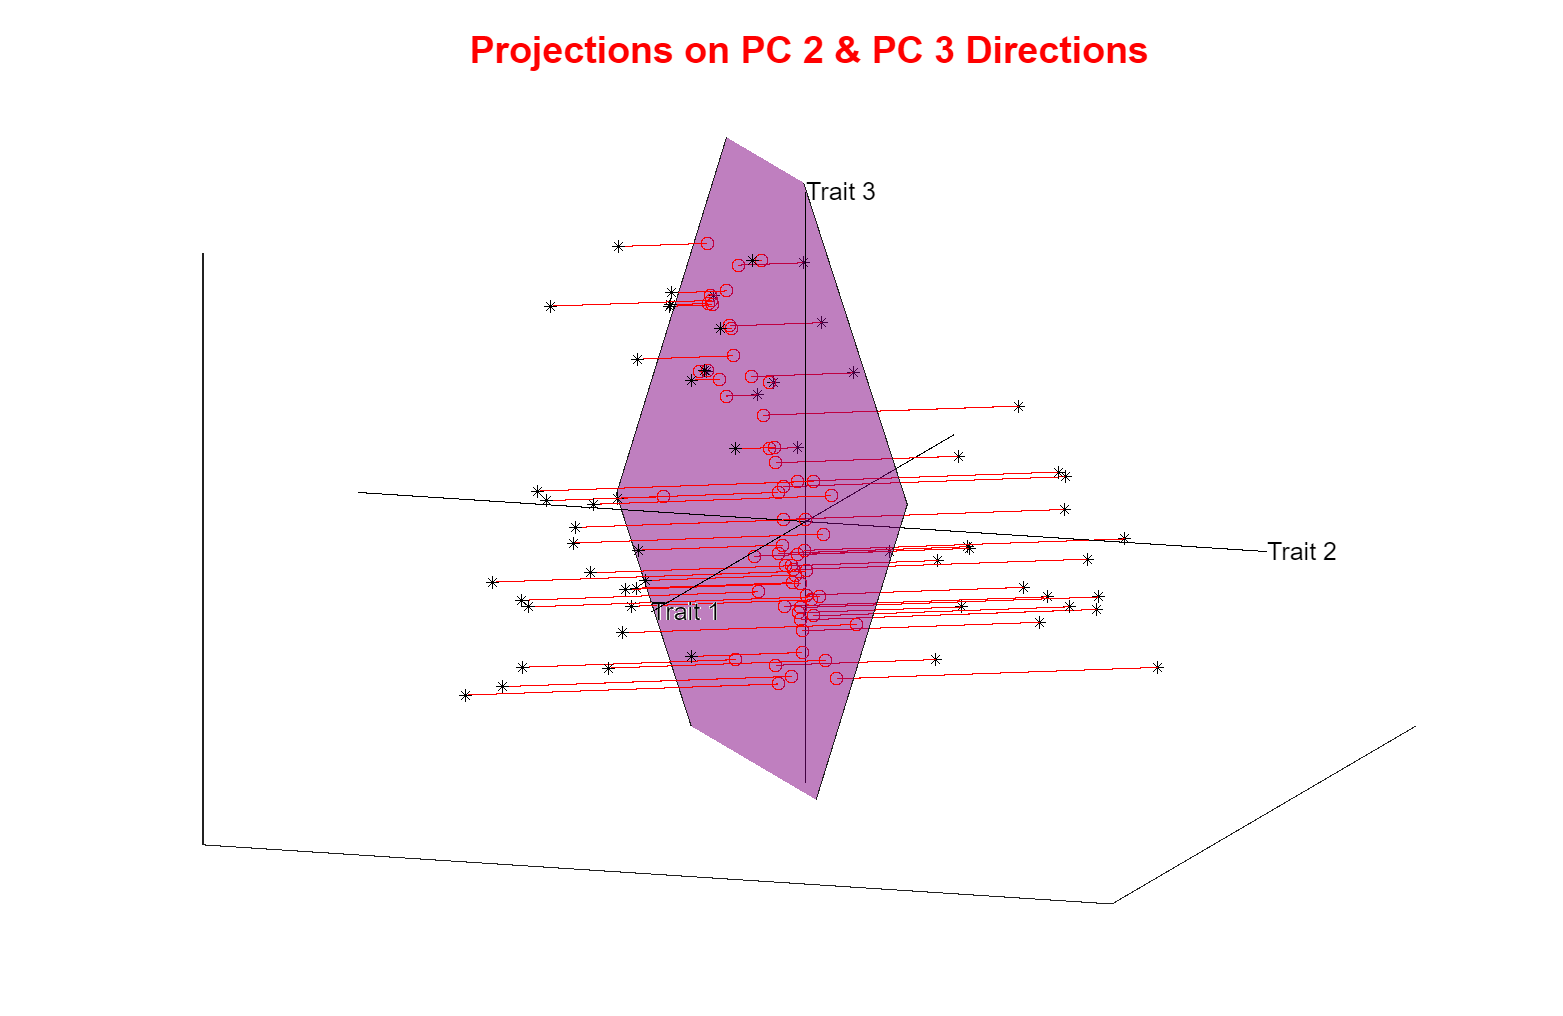 Projections on PC 2 & PC 3 Directions
Trait 3
Trait 2
Trait 1